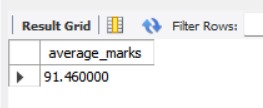 Result Grid Filter Rows:
average_marks
91.460000